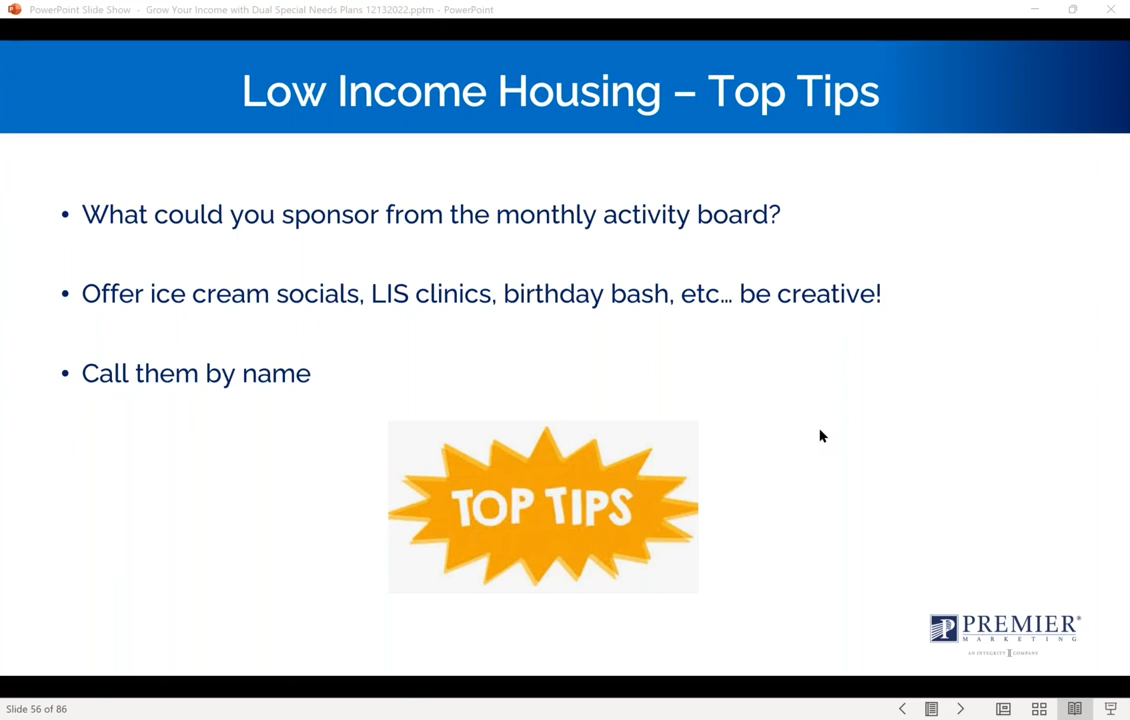 PowerPoint Slide Show - Grow Your Income with Dual Special Needs Plans 12132022.pptm - PowerPoint
Low Income Housing – Top Tips
• What could you sponsor from the monthly activity board?
• Offer ice cream socials, LIS clinics, birthday bash, etc… be creative!
• Call them by name
TOP TIPS
PREMIER®
MARKETING
AN INTEGRITY COMPANY
Slide 56 of 86